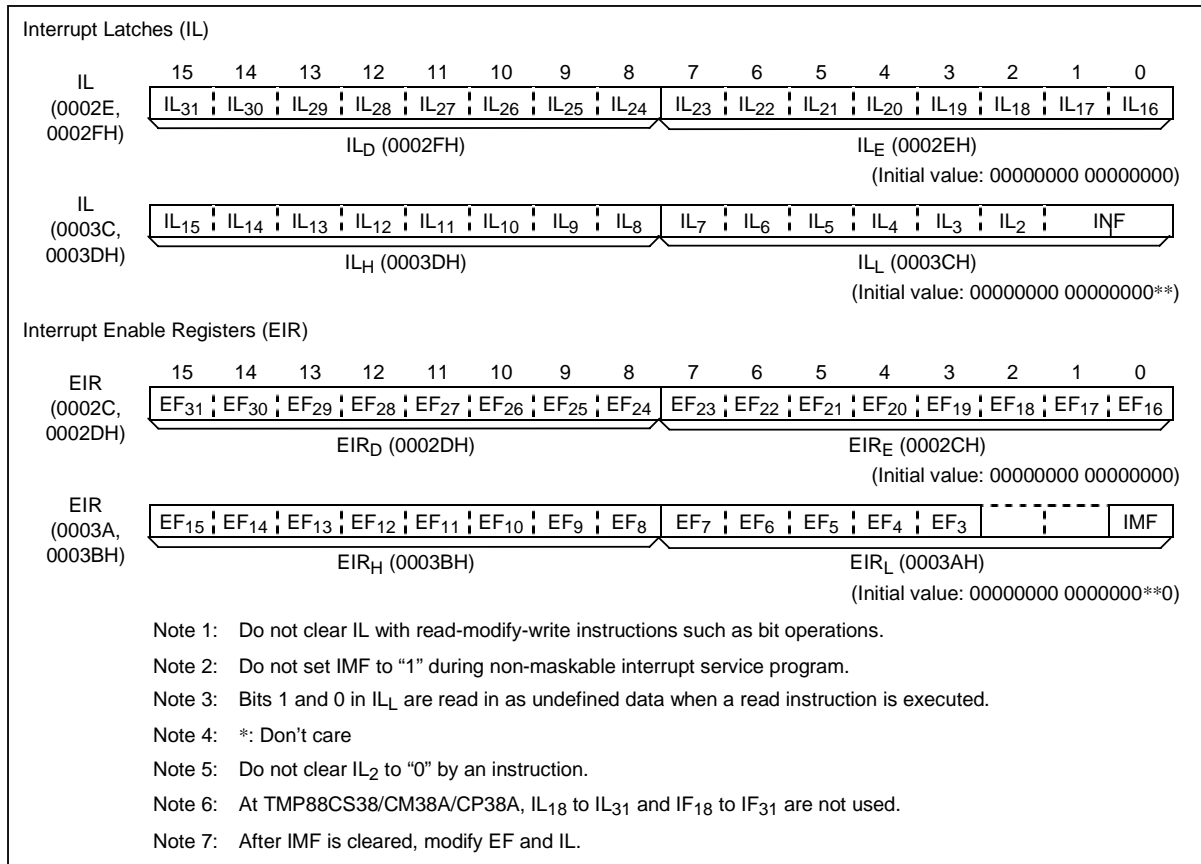 Interrupt Latches (IL)
15 14 13 12 11 10 9 8 7 6 5 4 3 2 1 0
IL (0002E, 0002FH)
IL31 IL30 IL29 IL28 IL27 IL26 IL25 IL24 IL23 IL22 IL21 IL20 IL19 IL18 IL17 IL16
ILD (0002FH) ILE (0002EH)
(Initial value: 00000000 00000000)
IL (0003C, 0003DH)
IL15 IL14 IL13 IL12 IL11 IL10 IL9 IL8 IL7 IL6 IL5 IL4 IL3 IL2 INF
ILH (0003DH) ILL (0003CH)
(Initial value: 00000000 00000000**)
Interrupt Enable Registers (EIR)
15 14 13 12 11 10 9 8 7 6 5 4 3 2 1 0
EIR (0002C, 0002DH)
EF31 EF30 EF29 EF28 EF27 EF26 EF25 EF24 EF23 EF22 EF21 EF20 EF19 EF18 EF17 EF16
EIRD (0002DH) EIRE (0002CH)
(Initial value: 00000000 00000000)
EIR (0003A, 0003BH)
EF15 EF14 EF13 EF12 EF11 EF10 EF9 EF8 EF7 EF6 EF5 EF4 EF3 IMF
EIRH (0003BH) EIRL (0003AH)
(Initial value: 00000000 0000000**0)
Note 1: Do not clear IL with read-modify-write instructions such as bit operations.
Note 2: Do not set IMF to “1” during non-maskable interrupt service program.
Note 3: Bits 1 and 0 in ILL are read in as undefined data when a read instruction is executed.
Note 4: *: Don't care
Note 5: Do not clear IL2 to “0” by an instruction.
Note 6: At TMP88CS38/CM38A/CP38A, IL18 to IL31 and IF18 to IF31 are not used.
Note 7: After IMF is cleared, modify EF and IL.